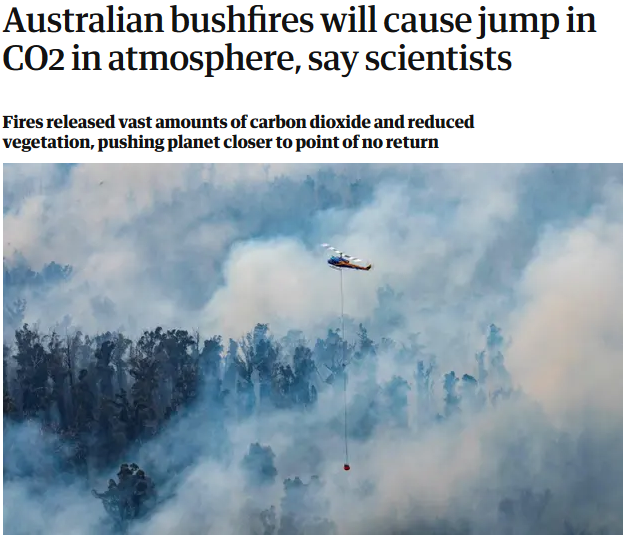 Australian bushfires will cause jump in
CO2 in atmosphere, say scientists
Fires released vast amounts of carbon dioxide and reduced
vegetation, pushing planet closer to point of no return